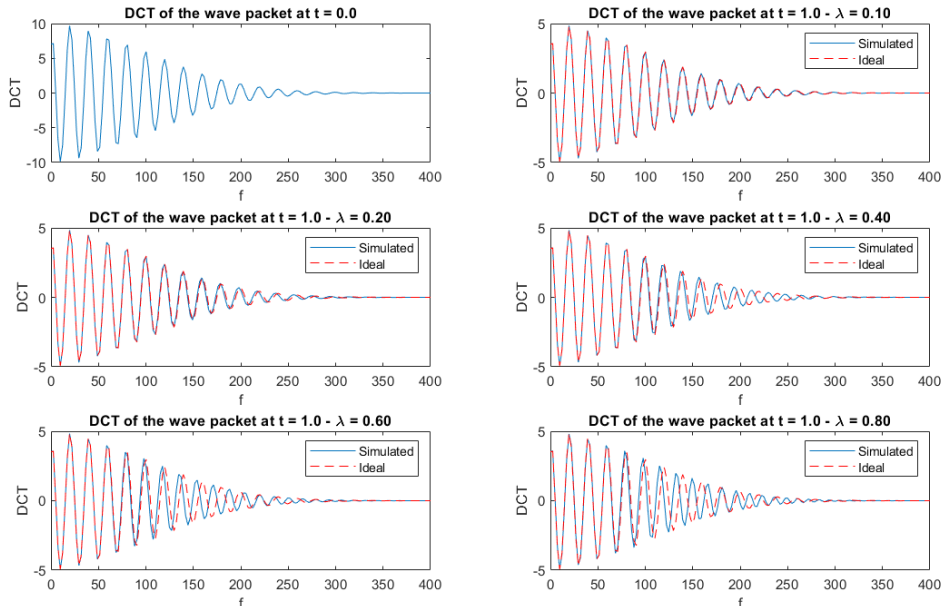 DCT of the wave packet at t = 0.0
DCT
10
5
0
-5
-10
0 50 100 150 200 250 300 350 400
f
DCT of the wave packet at t = 1.0 - λ = 0.10
Simulated
Ideal
DCT
5
0
-5
0 50 100 150 200 250 300 350 400
f
DCT of the wave packet at t = 1.0 - λ = 0.20
Simulated
Ideal
DCT
5
0
-5
0 50 100 150 200 250 300 350 400
f
DCT of the wave packet at t = 1.0 - λ = 0.40
Simulated
Ideal
DCT
5
0
-5
0 50 100 150 200 250 300 350 400
f
DCT of the wave packet at t = 1.0 - λ = 0.60
Simulated
Ideal
DCT
5
0
-5
0 50 100 150 200 250 300 350 400
f
DCT of the wave packet at t = 1.0 - λ = 0.80
Simulated
Ideal
DCT
5
0
-5
0 50 100 150 200 250 300 350 400
f